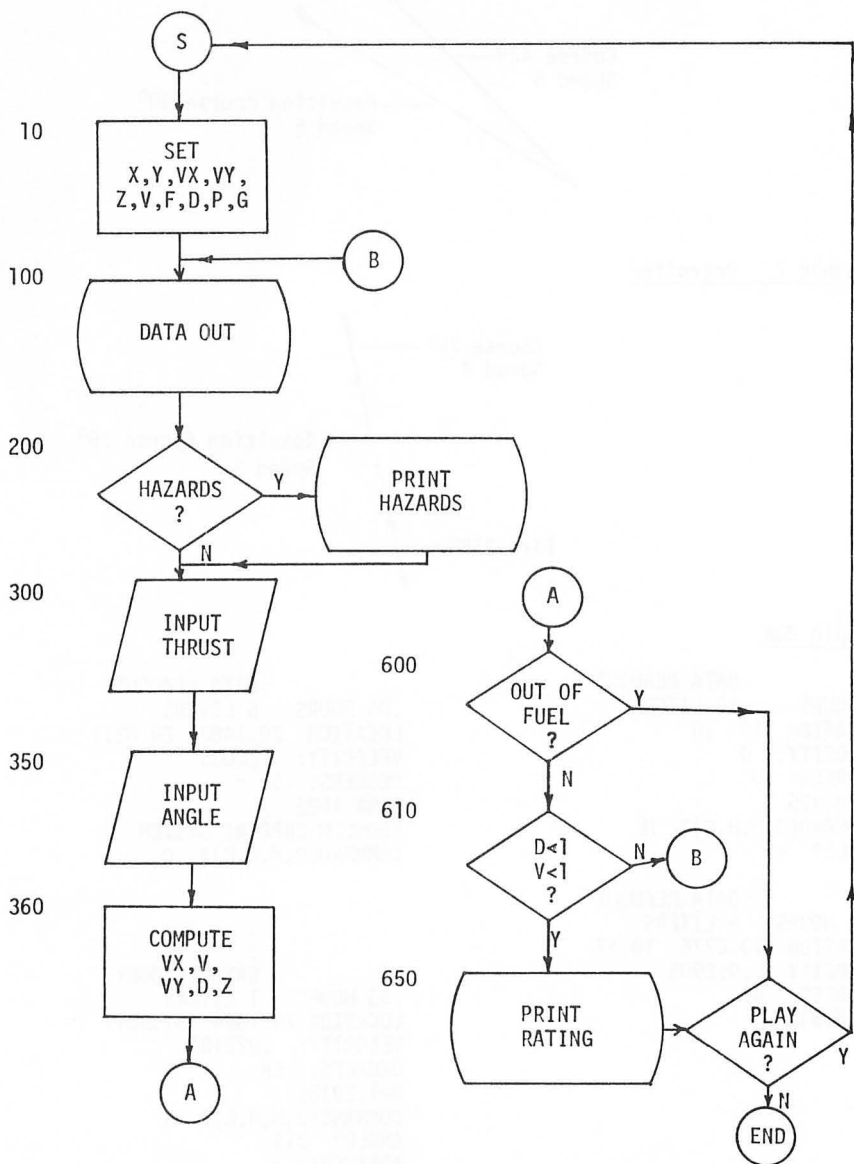 S
10
SET
X,Y,VX,VY,
Z,V,F,D,P,G
B
100
DATA OUT
200
HAZARDS
?
Y
PRINT
HAZARDS
N
300
INPUT
THRUST
350
INPUT
ANGLE
360
COMPUTE
VX,V,
VY,D,Z
A
A
600
OUT OF
FUEL
?
Y
N
610
D<1
V<1
?
N
B
Y
650
PRINT
RATING
PLAY
AGAIN
?
Y
N
END